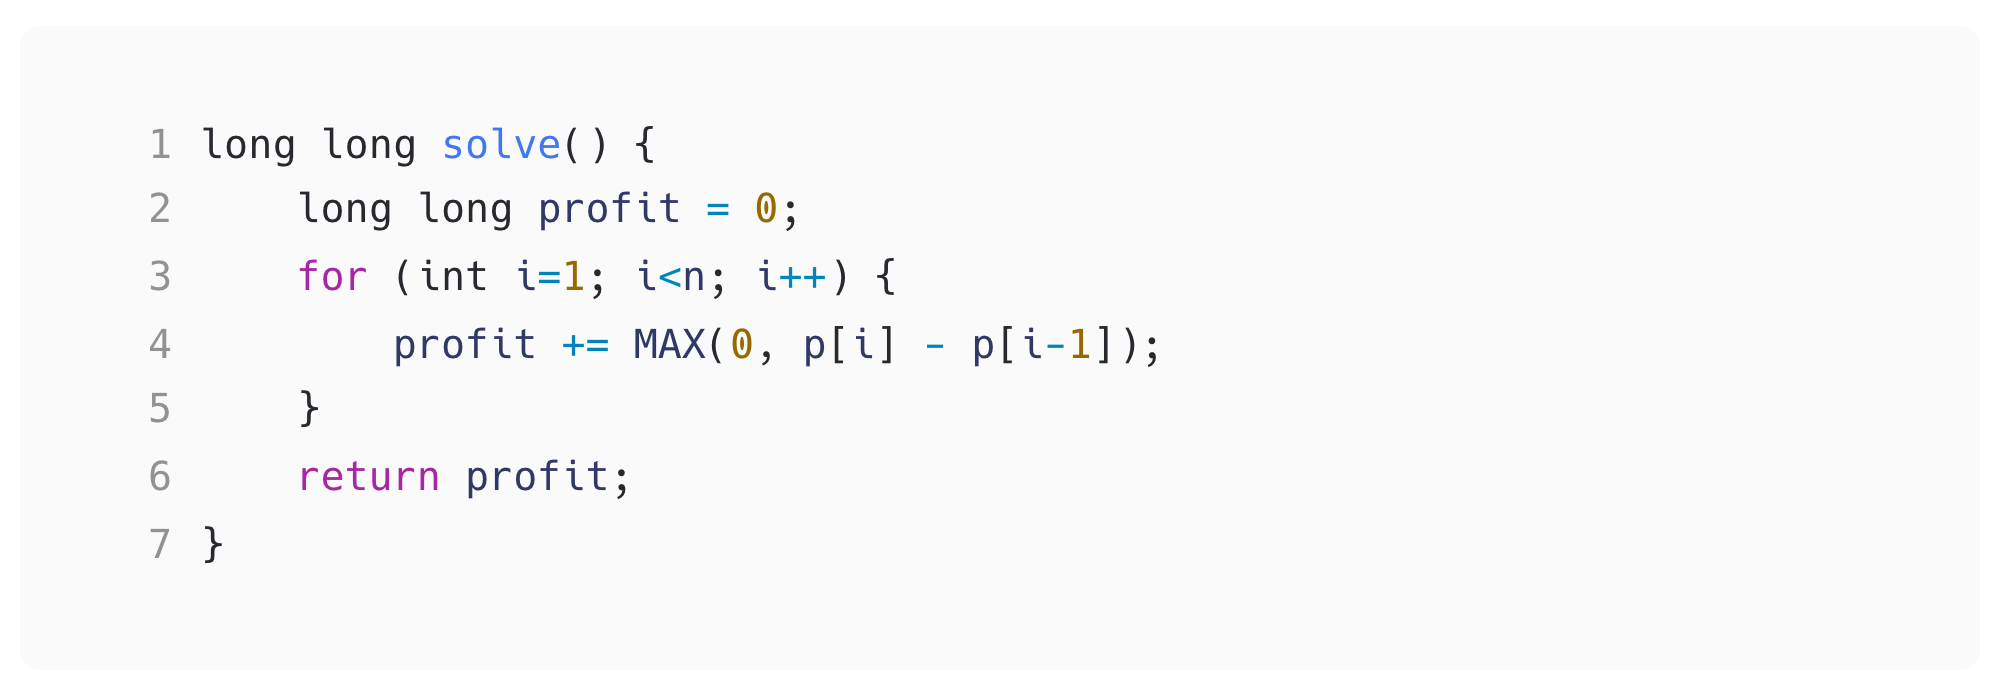 1 long long solve() {
2     long long profit = 0;
3     for (int i=1; i<n; i++) {
4         profit += MAX(0, p[i] - p[i-1]);
5     }
6     return profit;
7 }